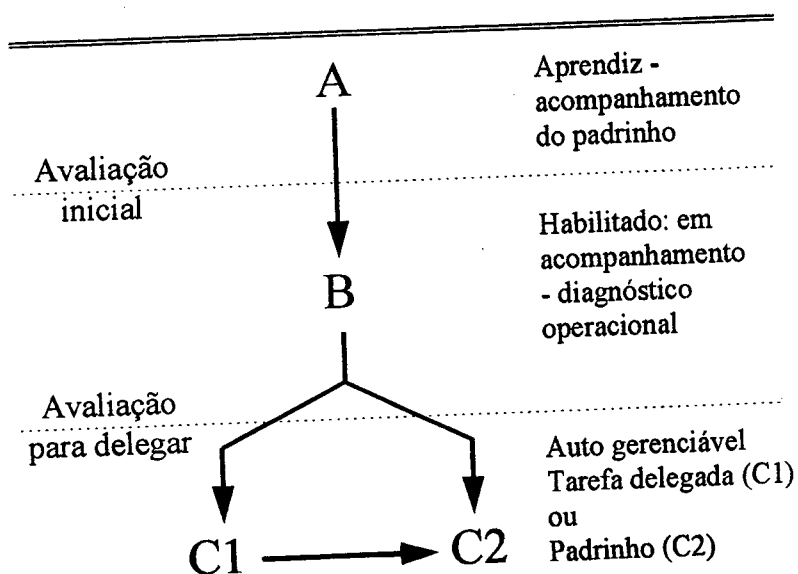 A
Aprendiz -
acompanhamento
do padrinho
Avaliação
inicial
Habilitado: em
acompanhamento
- diagnóstico
operacional
B
Avaliação
para delegar
Auto gerenciável
Tarefa delegada (C1)
ou
Padrinho (C2)
C1
C2